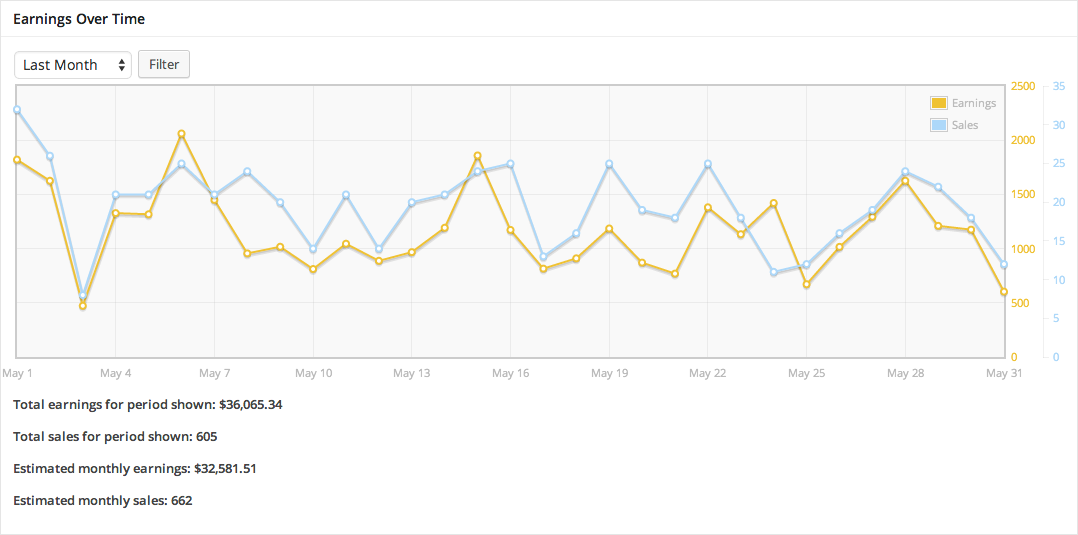 Earnings Over Time
Last Month Filter
Earnings
Sales
2500 35
30
2000
25
1500
20
15
1000
10
500
5
0 0
May 1 May 4 May 7 May 10 May 13 May 16 May 19 May 22 May 25 May 28 May 31
Total earnings for period shown: $36,065.34
Total sales for period shown: 605
Estimated monthly earnings: $32,581.51
Estimated monthly sales: 662